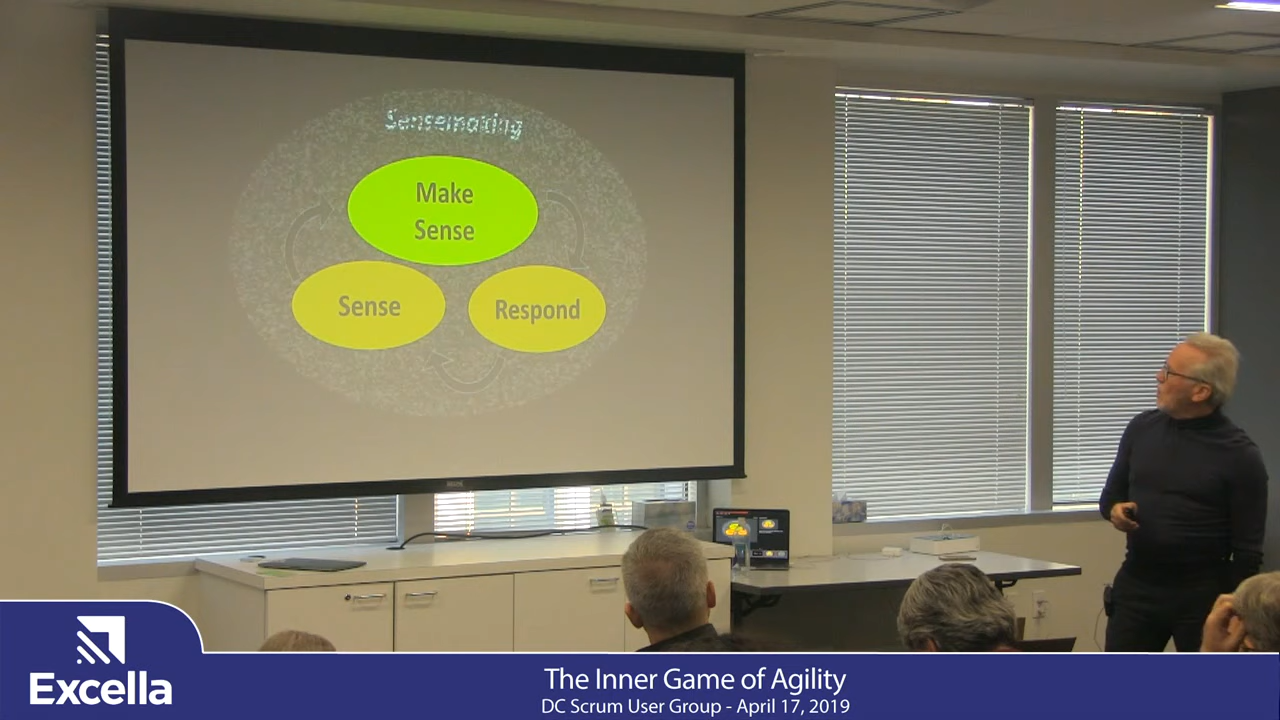 Sensemaking
Make
Sense
Sense
Respond
Excella
The Inner Game of Agility
DC Scrum User Group - April 17, 2019